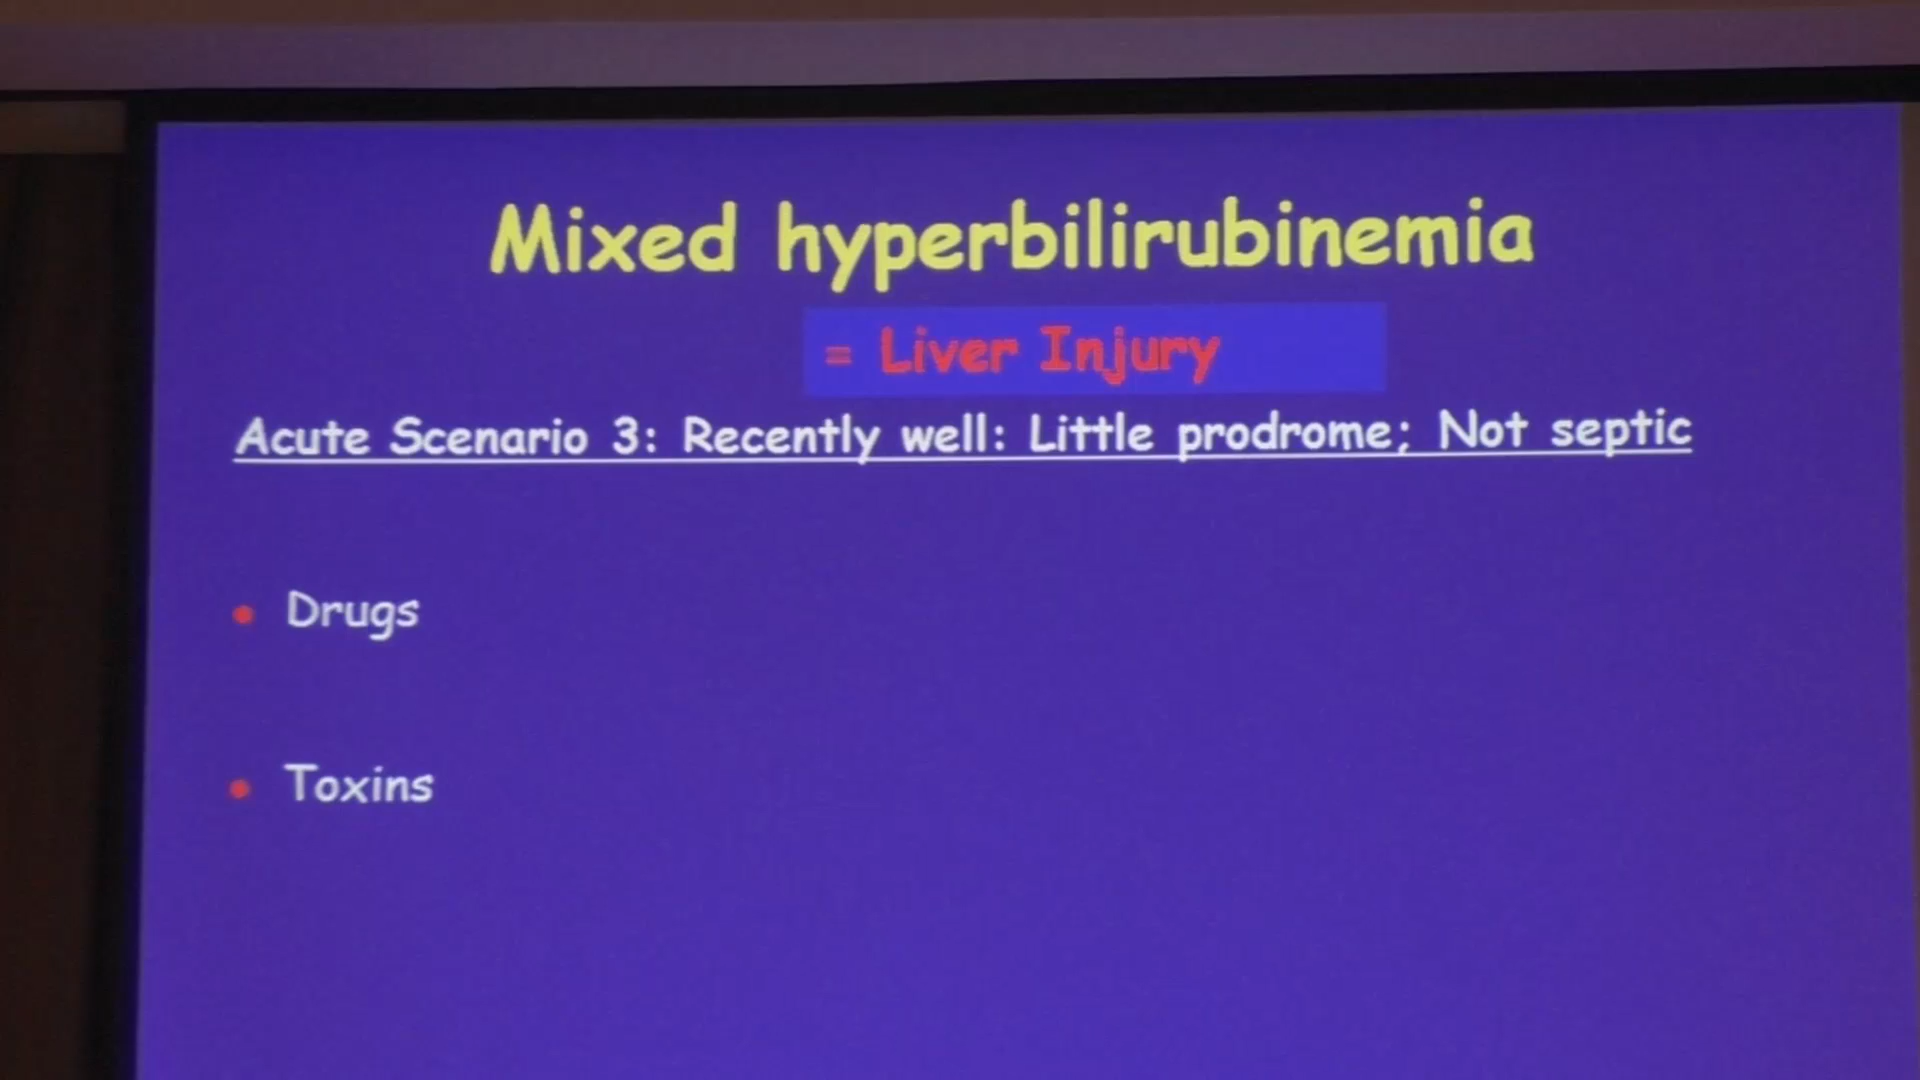 Mixed hyperbilirubinemia
= Liver Injury
Acute Scenario 3: Recently well: Little prodrome; Not septic
• Drugs
• Toxins